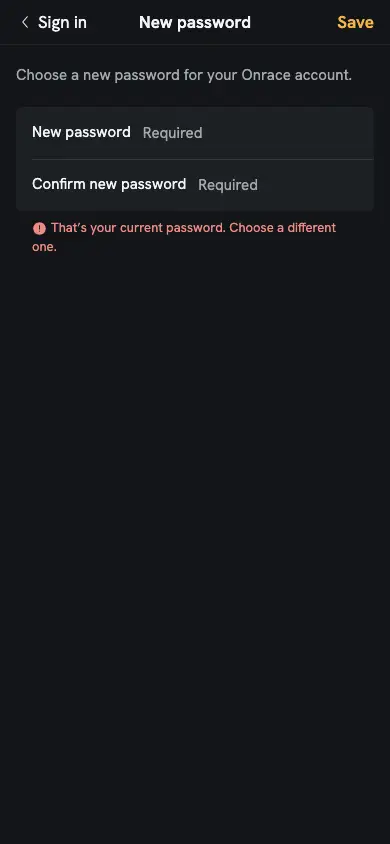 Sign in New password Save
Choose a new password for your Onrace account.
New password Required
Confirm new password Required
That’s your current password. Choose a different
one.